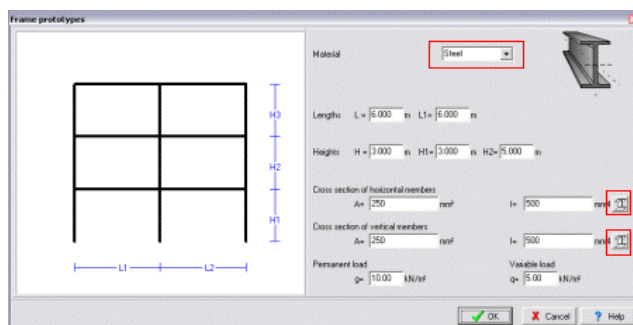 Frame prototypes
Material Steel
Lengths L = 6.000 m L1= 6.000 m
Heights H = 3.000 m H1= 3.000 m H2= 5.000 m
Cross section of horizontal members
A= 250 mm² I= 500 mm4
Cross section of vertical members
A= 250 mm² I= 500 mm4
Permanent load Variable load
g= 10.00 kN/m² q= 5.00 kN/m²
H3
H2
H1
L1 L2
OK Cancel ? Help